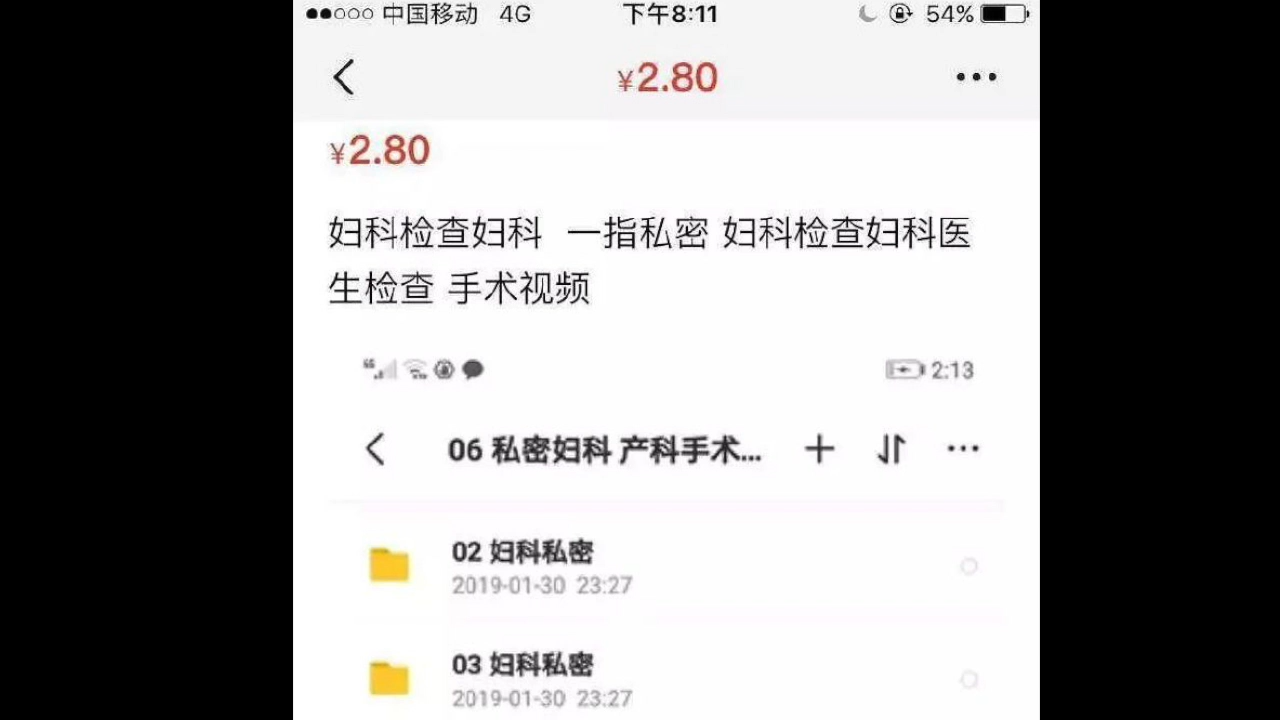 中国移动 4G 下午8:11 54%
¥2.80
¥2.80
妇科检查妇科 一指私密 妇科检查妇科医
生检查 手术视频
2:13
06 私密妇科 产科手术...
02 妇科私密
2019-01-30 23:27
03 妇科私密
2019-01-30 23:27